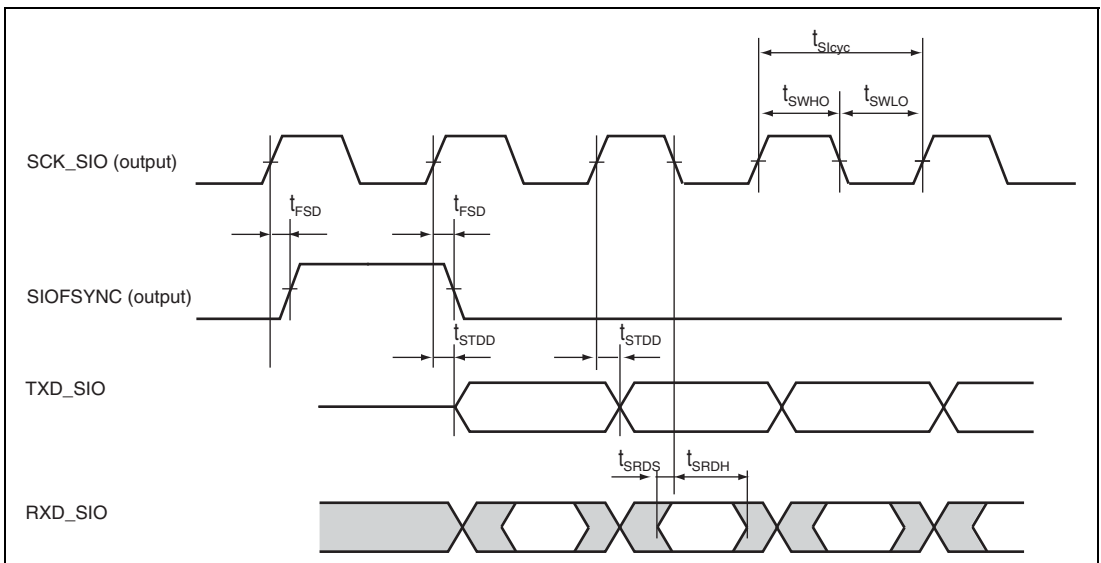 tSIcyc
tSWHO tSWLO
SCK_SIO (output)
tFSD tFSD
SIOFSYNC (output)
tSTDD tSTDD
TXD_SIO
tSRDS tSRDH
RXD_SIO